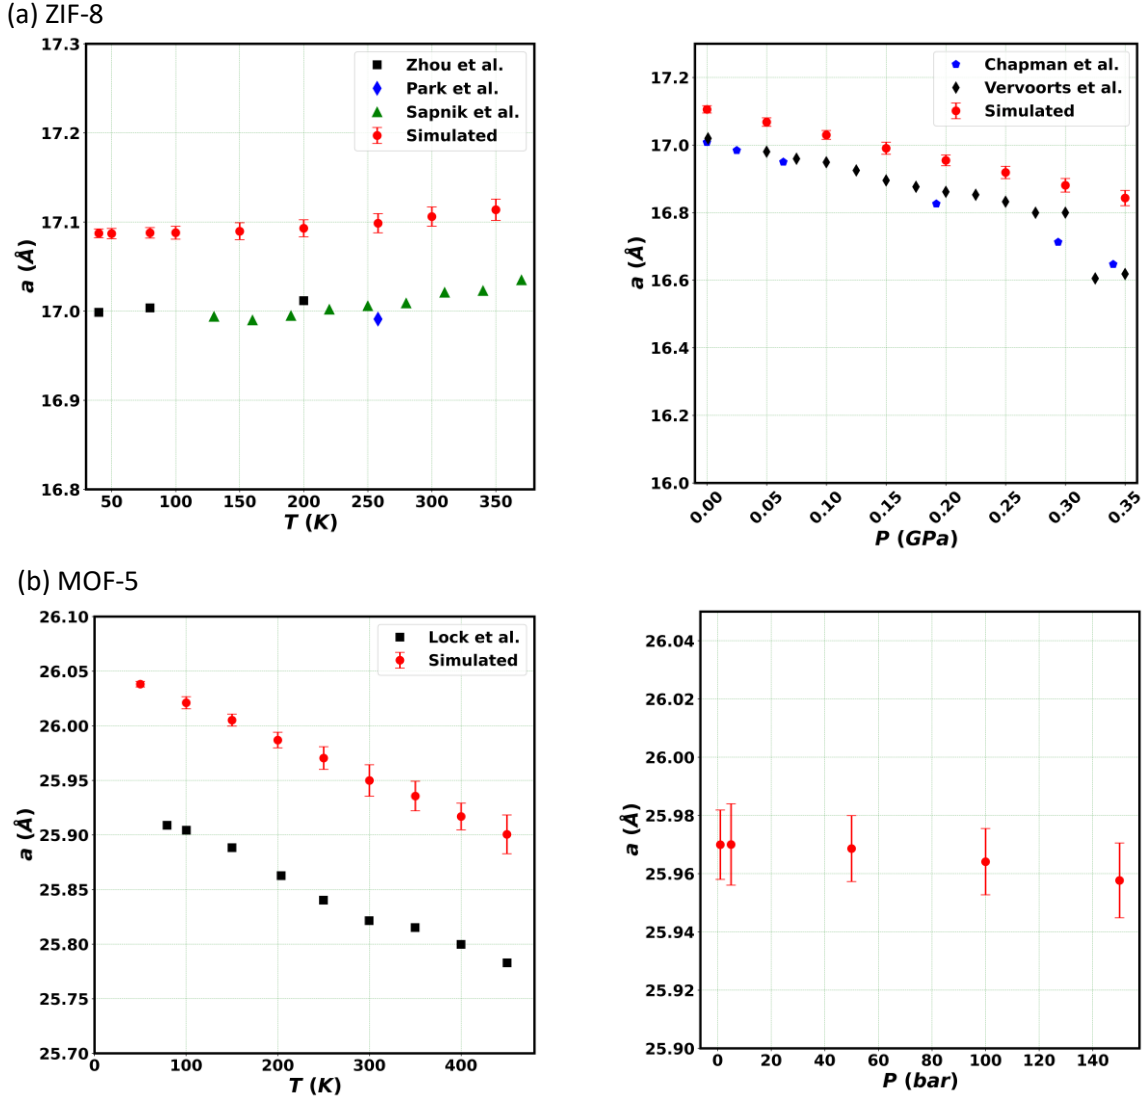 (a) ZIF-8
17.3
17.2
17.1
17.0
16.9
16.8
a (Å)
50 100 150 200 250 300 350
T (K)
Zhou et al.
Park et al.
Sapnik et al.
Simulated
17.2
17.0
16.8
16.6
16.4
16.2
16.0
a (Å)
0.00 0.05 0.10 0.15 0.20 0.25 0.30 0.35
P (GPa)
Chapman et al.
Vervoorts et al.
Simulated
(b) MOF-5
26.10
26.05
26.00
25.95
25.90
25.85
25.80
25.75
25.70
a (Å)
0 100 200 300 400
T (K)
Lock et al.
Simulated
26.04
26.02
26.00
25.98
25.96
25.94
25.92
25.90
a (Å)
0 20 40 60 80 100 120 140
P (bar)